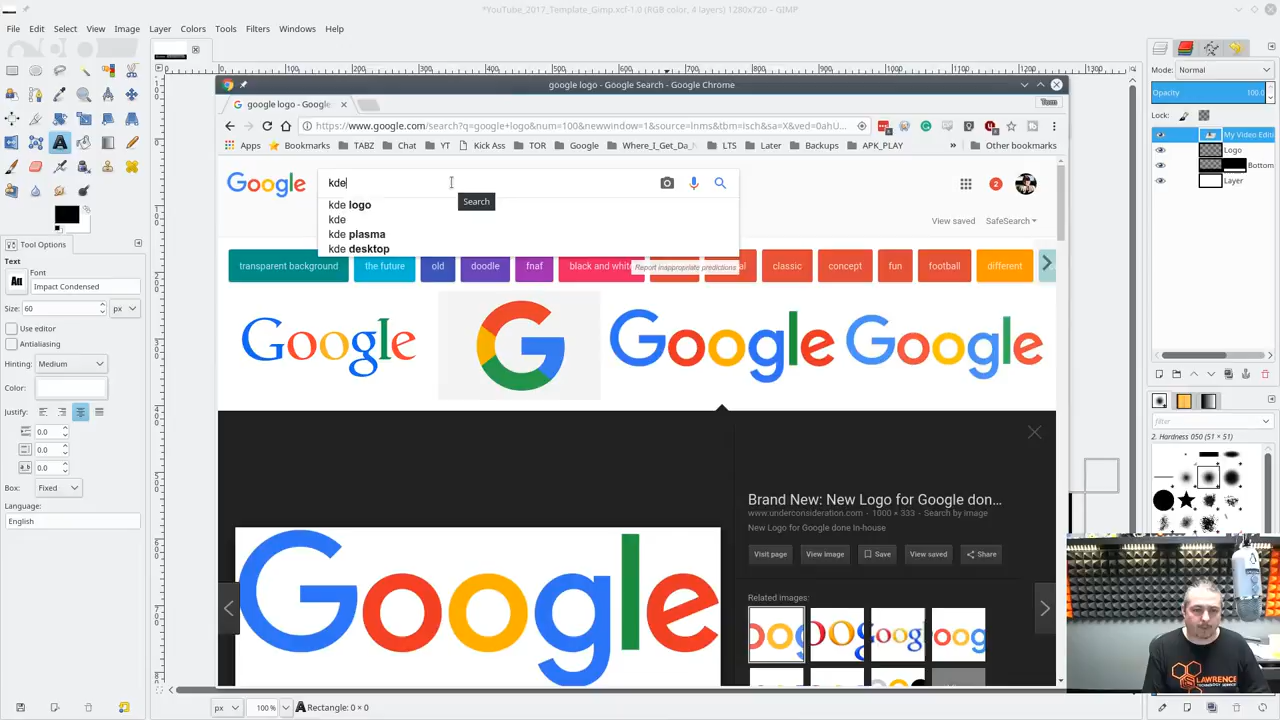 *YouTube_2017_Template_Gimp.xcf-1.0 (RGB color, 4 layers) 1280x720 – GIMP
File Edit Select View Image Layer Colors Tools Filters Windows Help
google logo - Google Search - Google Chrome
google logo - Google
Tom
https://www.google.com/search?q=google+logo&num=100&newwindow=1&source=lnms&tbm=isch&sa=X&ved=0ahU
Apps Bookmarks TABZ Chat YT Kick Ass TOR Google Where_I_Get_Da_ LTS Later Backups APK_PLAY » Other bookmarks
Google
kde
2
Search
kde logo
kde
kde plasma
kde desktop
Report inappropriate predictions
View saved SafeSearch
transparent background the future old doodle fnaf black and white classic concept fun football different
Google G Google Google
Brand New: New Logo for Google don...
www.underconsideration.com - 1000 × 333 - Search by image
New Logo for Google done In-house
Visit page View image Save View saved Share
Related images:
Google
Tool Options
Text
Font
Aa
Impact Condensed
Size: 60 px
Use editor
Antialiasing
Hinting: Medium
Color:
Justify:
0.0
0.0
0.0
Box: Fixed
Language:
English
px 100 % Rectangle: 0 × 0
Mode: Normal
Opacity 100.0
Lock:
My Video Editi
Logo
Bottom
Layer
filter
2. Hardness 050 (51 × 51)
LAWRENCE
TECHNOLOGY SERVICES